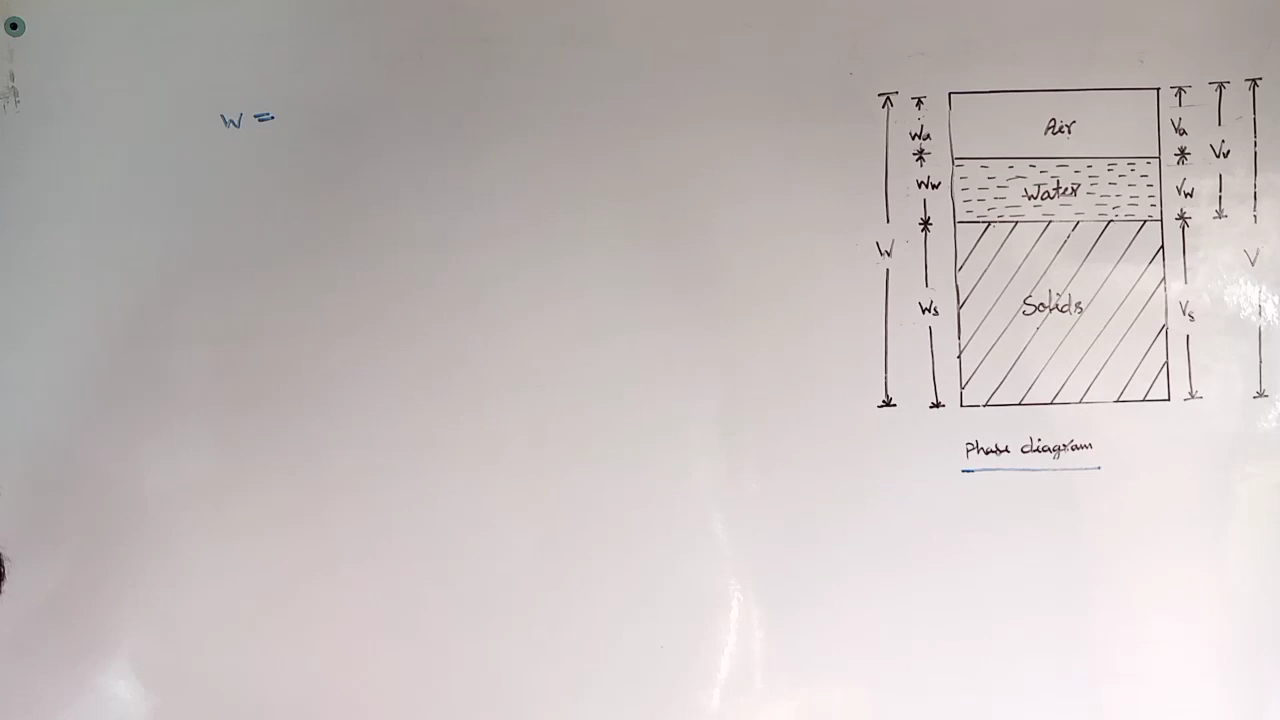 W =
Air
Wa
Va
Vv
Water
Ww
Vw
W
V
Solids
Ws
Vs
Phase diagram